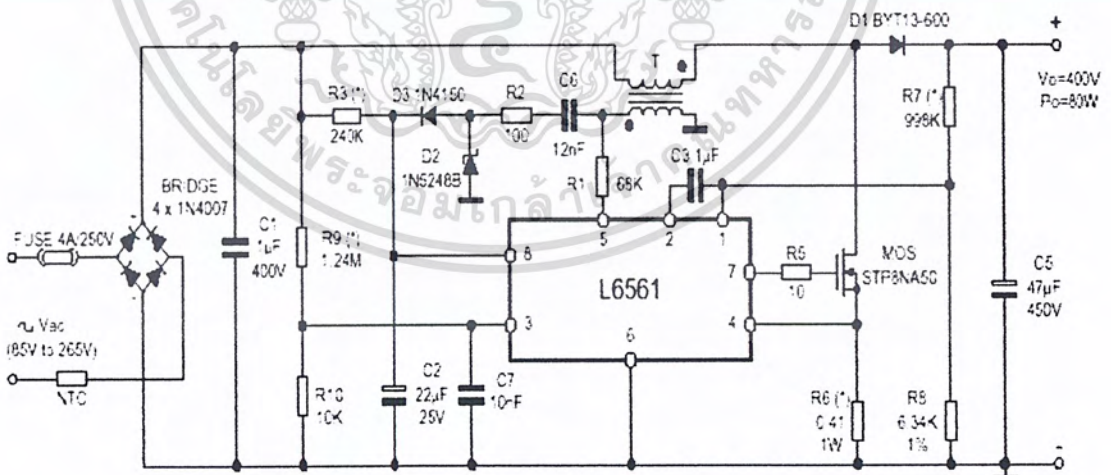 D1 BYT13-600
+
Vo=400V
Po=80W
T
R3 (*)
240K
D3 1N4150
R2
100
C6
12nF
R7 (*)
998K
D2
1N5248B
C3 1µF
BRIDGE
4 x 1N4007
R1
68K
FUSE 4A/250V
C1
1µF
400V
R9 (*)
1.24M
5
2
1
8
7
R5
10
MOS
STP8NA50
C5
47µF
450V
L6561
Vac
(85V to 265V)
3
6
4
NTC
R10
10K
C2
22µF
25V
C7
10nF
R6 (*)
0.41
1W
R8
6.34K
1%
-